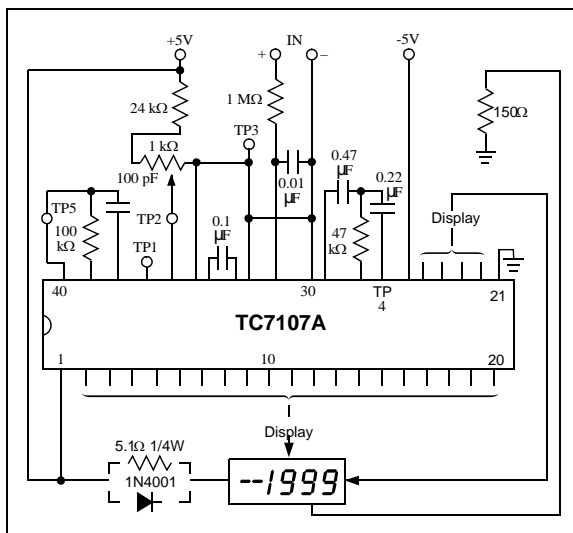 +5V
+ IN –
-5V
24 kΩ
1 MΩ
150Ω
TP3
1 kΩ
100 pF
0.01
µF
0.47
µF
0.22
µF
TP5
100
kΩ
TP2
0.1
µF
47
kΩ
Display
TP1
40
30
TP
4
21
TC7107A
1
10
20
Display
5.1Ω 1/4W
1N4001
--1999